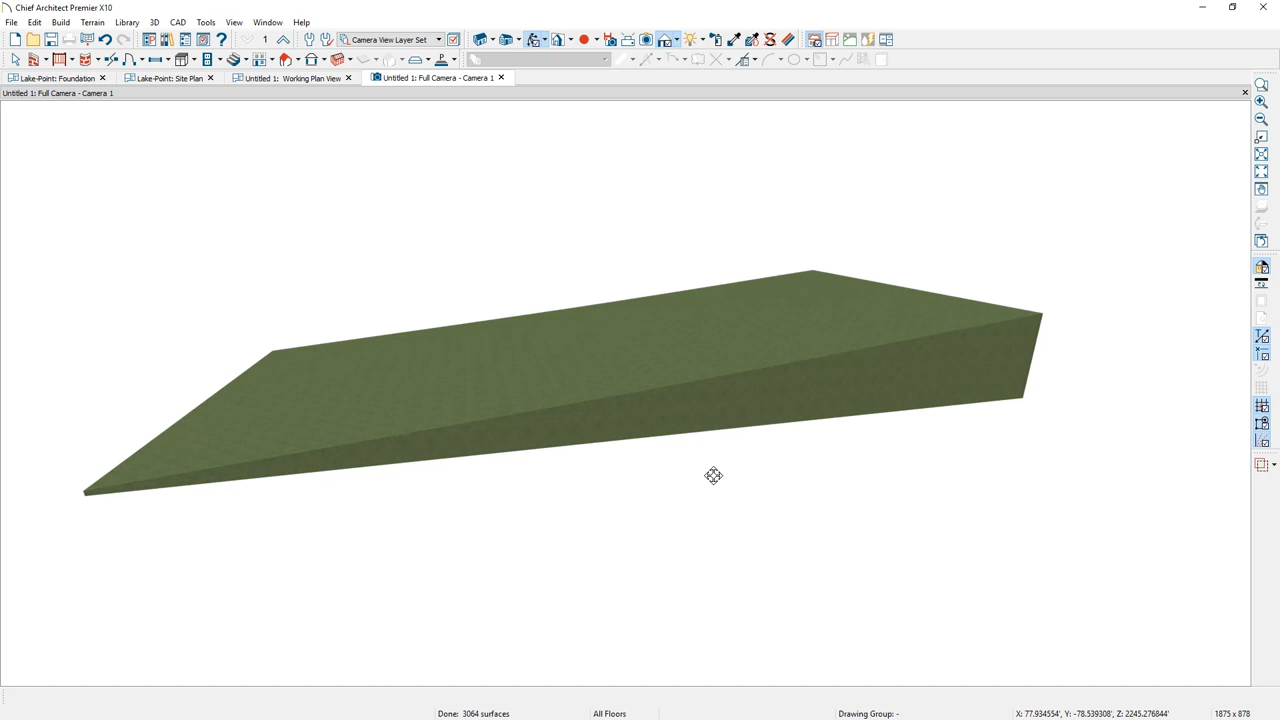 Chief Architect Premier X10
File Edit Build Terrain Library 3D CAD Tools View Window Help
1 Camera View Layer Set
Lake-Point: Foundation Lake-Point: Site Plan Untitled 1: Working Plan View Untitled 1: Full Camera - Camera 1
Untitled 1: Full Camera - Camera 1
Done: 3064 surfaces All Floors Drawing Group: - X: 77.934554', Y: -78.539308', Z: 2245.276844' 1875 x 878